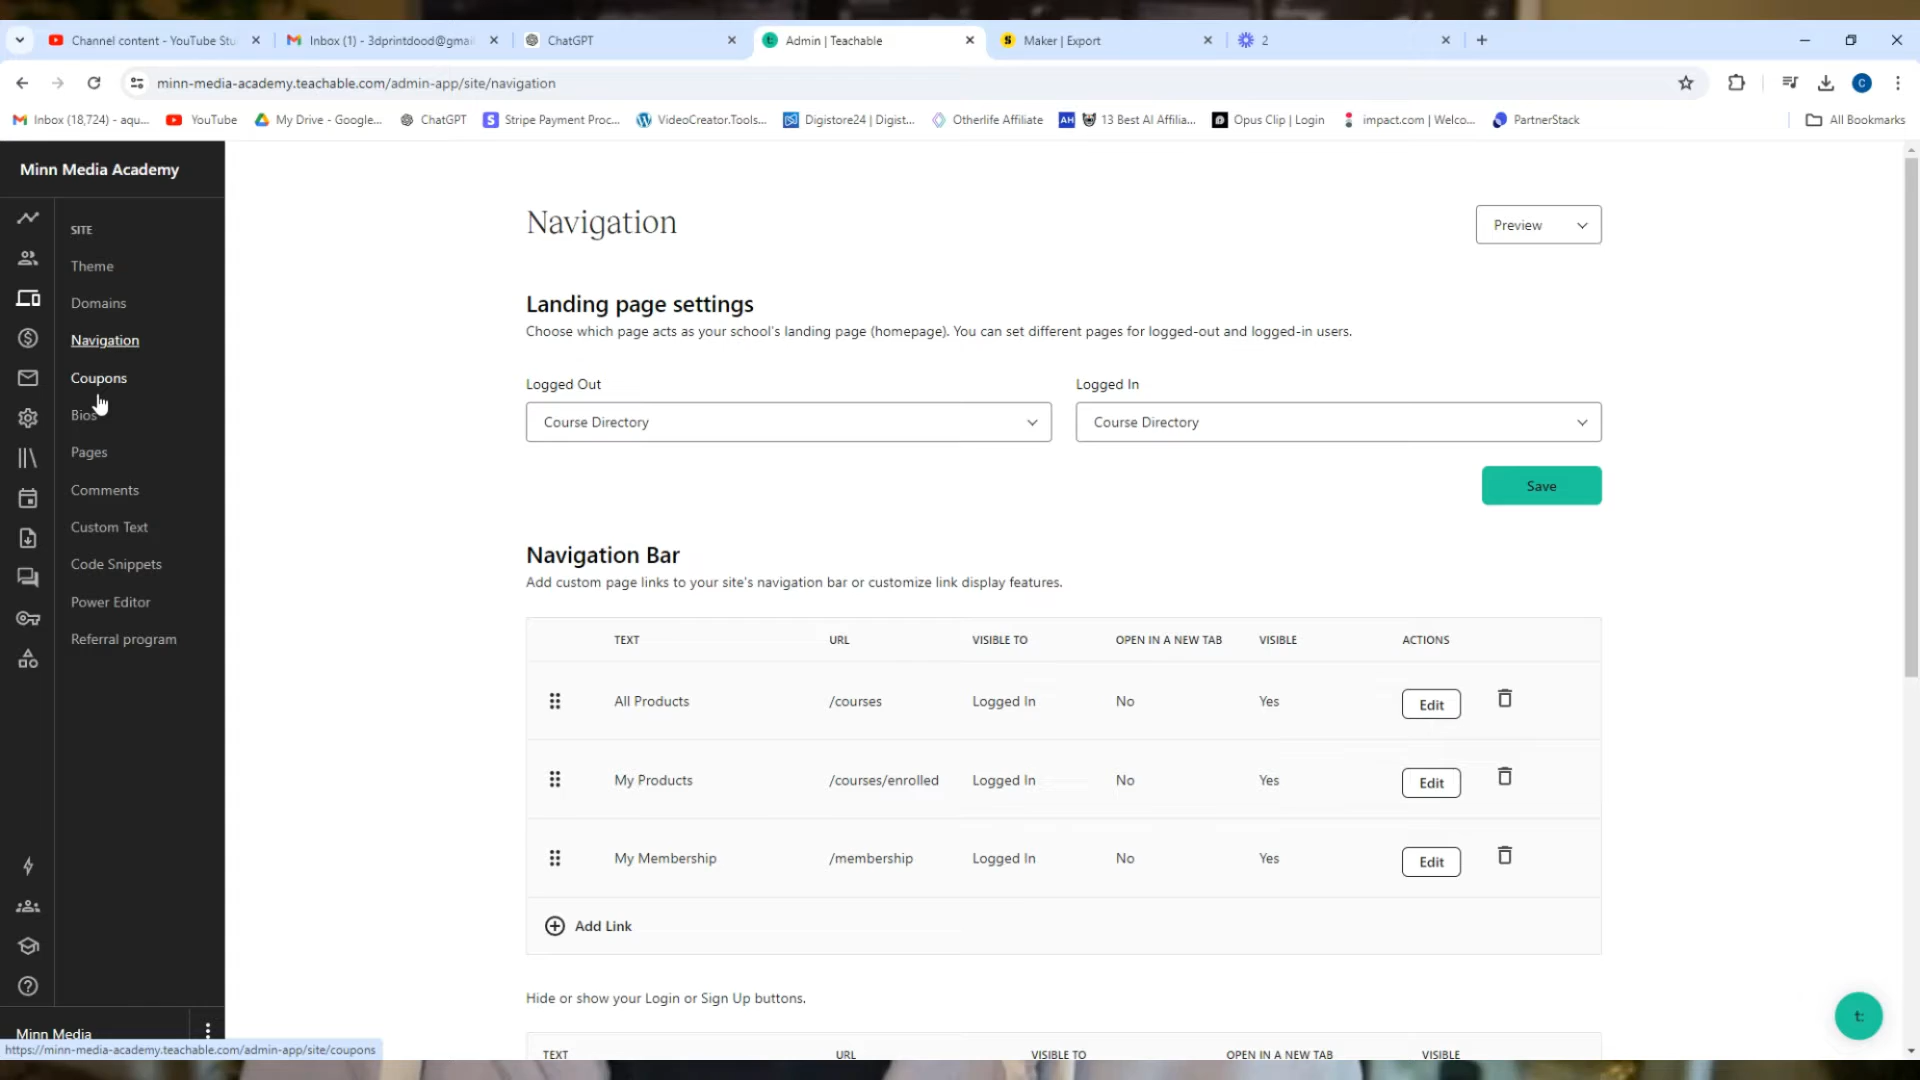 Channel content - YouTube Stu
Inbox (1) - 3dprintdood@gmai
ChatGPT
Admin | Teachable
Maker | Export
2
minn-media-academy.teachable.com/admin-app/site/navigation
C
Inbox (18,724) - aqu...
YouTube
My Drive - Google...
ChatGPT
Stripe Payment Proc...
VideoCreator.Tools...
Digistore24 | Digist...
Otherlife Affiliate
AH
13 Best AI Affilia...
Opus Clip | Login
impact.com | Welco...
PartnerStack
All Bookmarks
Minn Media Academy
SITE
Theme
Domains
Navigation
Coupons
Bios
Pages
Comments
Custom Text
Code Snippets
Power Editor
Referral program
Minn Media
https://minn-media-academy.teachable.com/admin-app/site/coupons
Navigation
Preview
Landing page settings
Choose which page acts as your school's landing page (homepage). You can set different pages for logged-out and logged-in users.
Logged Out
Logged In
Course Directory
Course Directory
Save
Navigation Bar
Add custom page links to your site's navigation bar or customize link display features.
TEXT URL VISIBLE TO OPEN IN A NEW TAB VISIBLE ACTIONS
All Products /courses Logged In No Yes Edit
My Products /courses/enrolled Logged In No Yes Edit
My Membership /membership Logged In No Yes Edit
Add Link
Hide or show your Login or Sign Up buttons.
TEXT URL VISIBLE TO OPEN IN A NEW TAB VISIBLE
t: